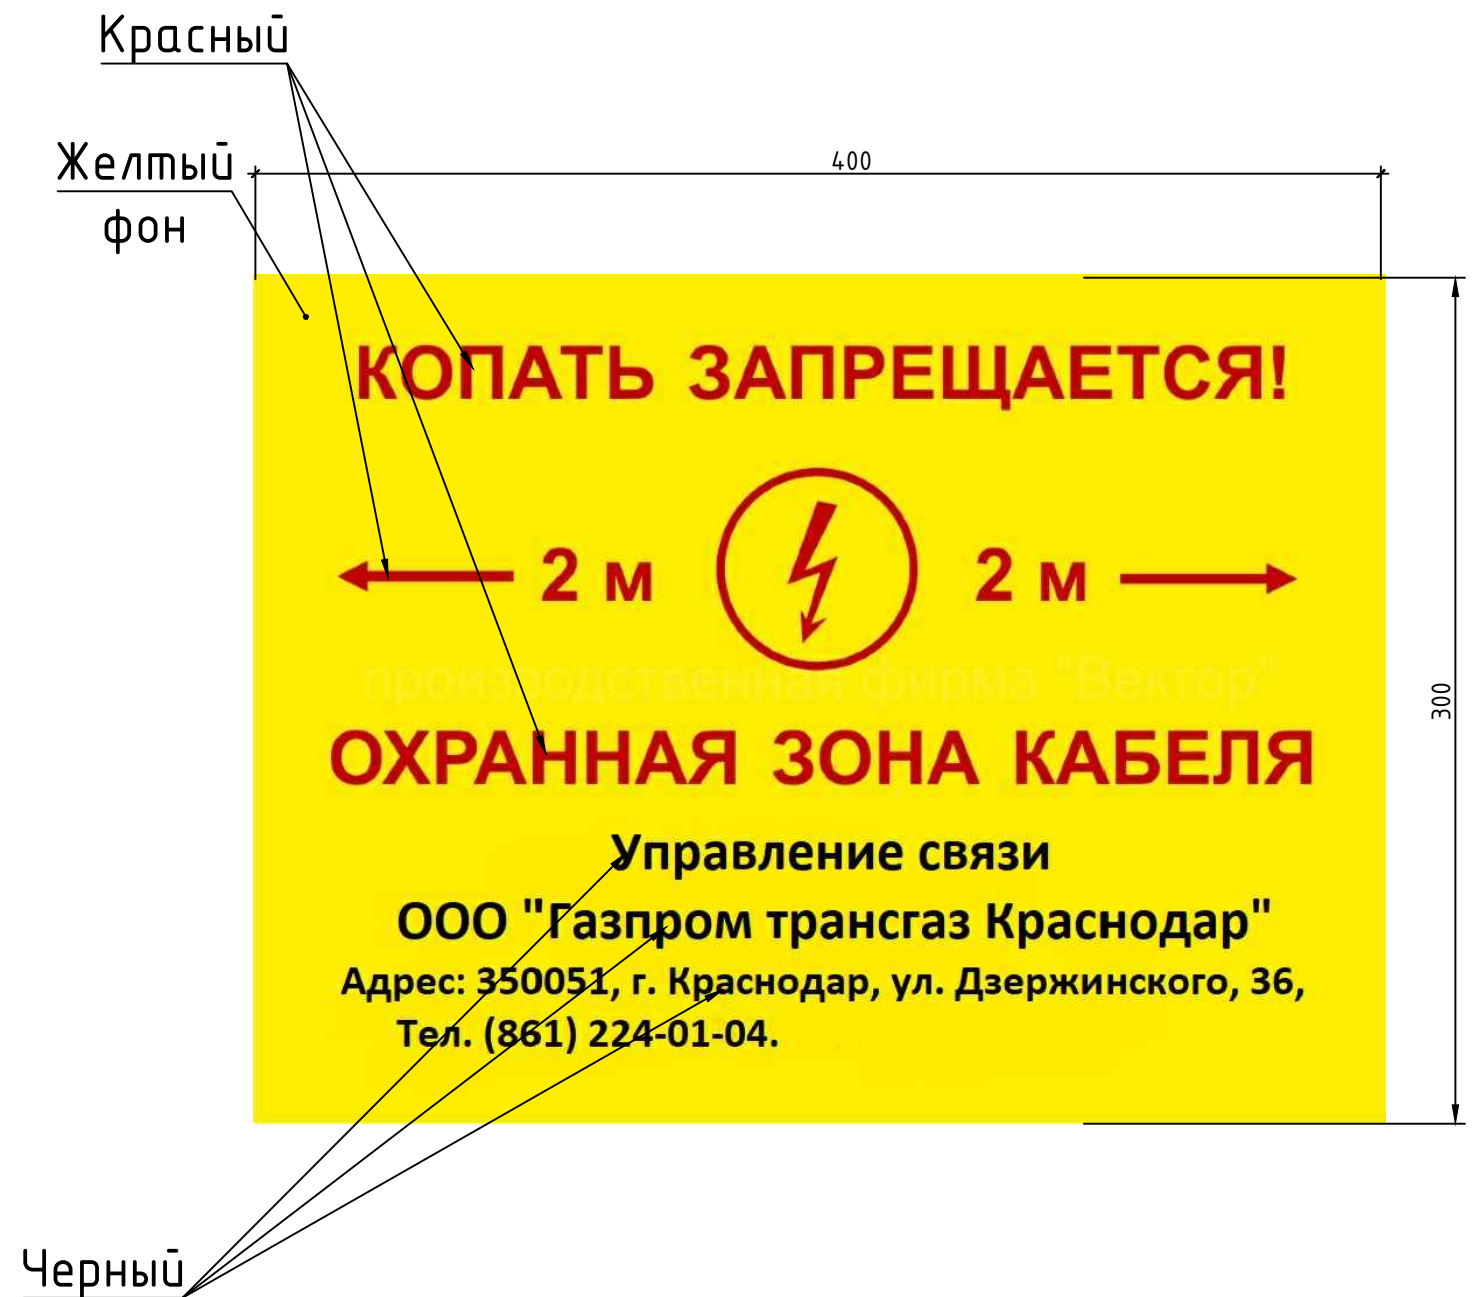 Красный
Желтый
фон
400
КОПАТЬ ЗАПРЕЩАЕТСЯ!
2 м 2 м
производственная фирма "Вектор"
300
ОХРАННАЯ ЗОНА КАБЕЛЯ
Управление связи
ООО "Газпром трансгаз Краснодар"
Адрес: 350051, г. Краснодар, ул. Дзержинского, 36,
Тел. (861) 224-01-04.
Черный